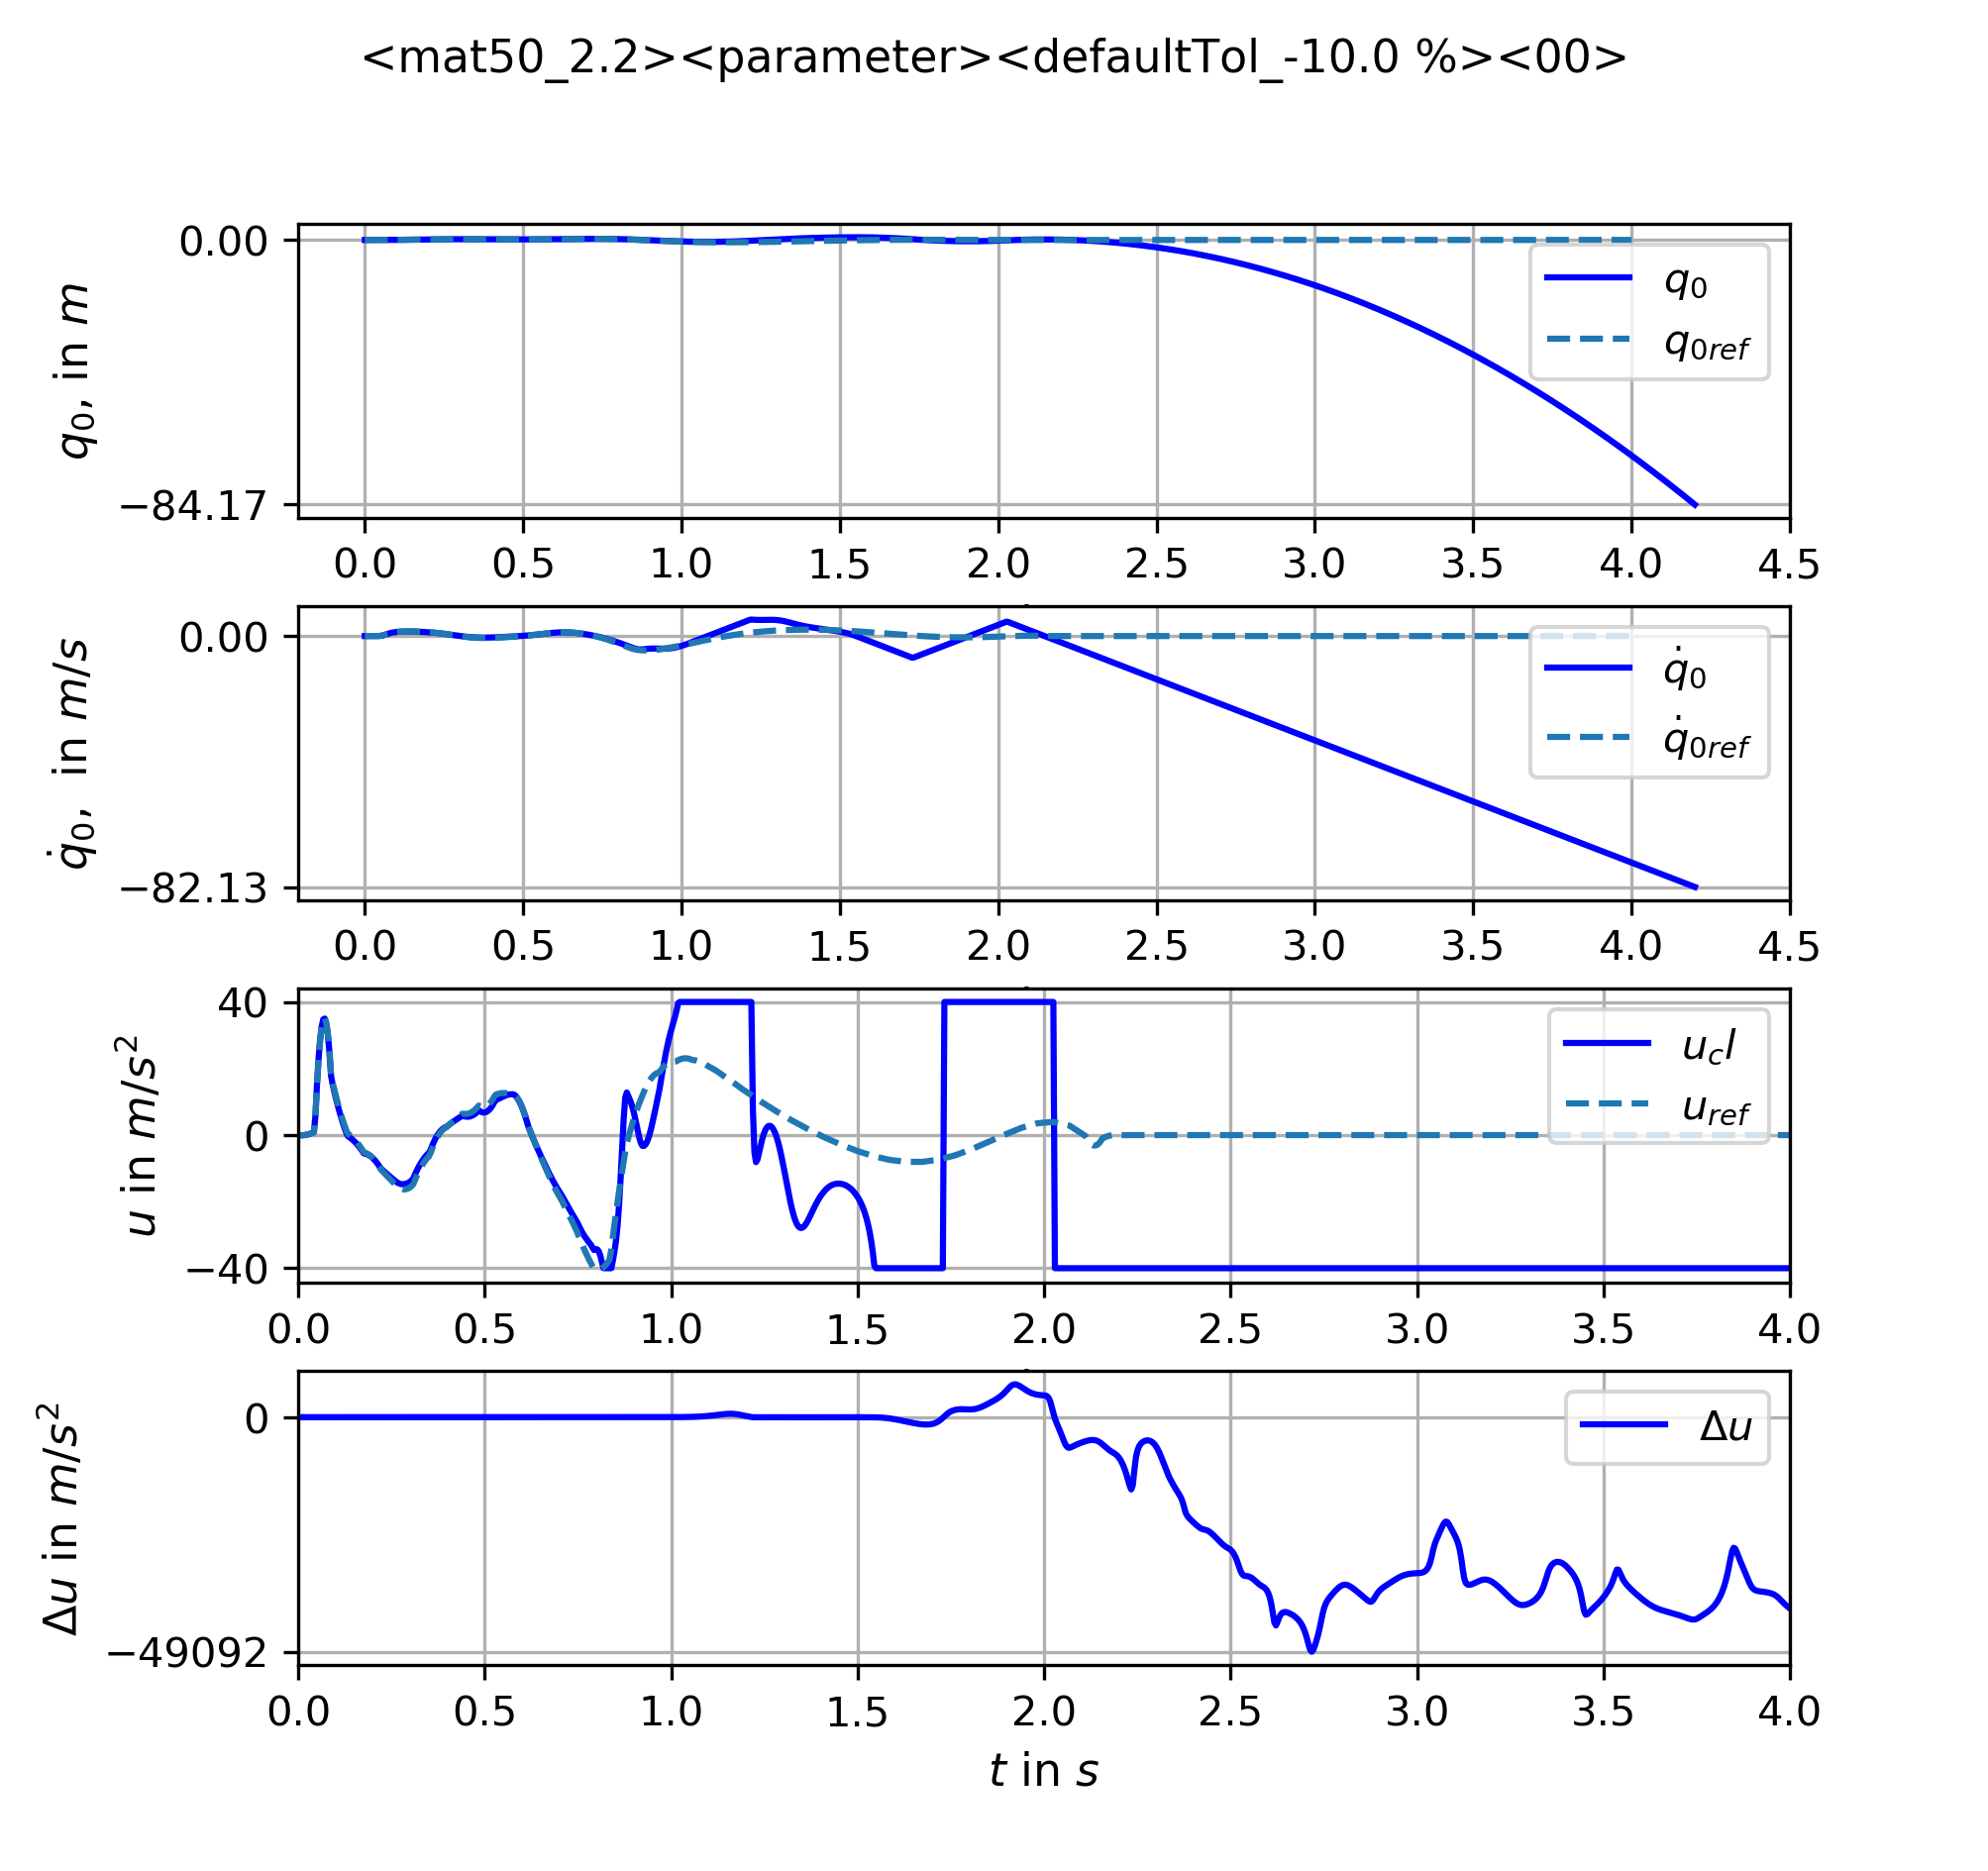 <mat50_2.2><parameter><defaultTol_-10.0 %><00>
q₀, in m
0.00
−84.17
q₀
q₀ref
0.0 0.5 1.0 1.5 2.0 2.5 3.0 3.5 4.0 4.5
q̇₀, in m/s
0.00
−82.13
q̇₀
q̇₀ref
0.0 0.5 1.0 1.5 2.0 2.5 3.0 3.5 4.0 4.5
u in m/s²
40
0
−40
u_cl
u_ref
0.0 0.5 1.0 1.5 2.0 2.5 3.0 3.5 4.0
Δu in m/s²
0
−49092
Δu
0.0 0.5 1.0 1.5 2.0 2.5 3.0 3.5 4.0
t in s